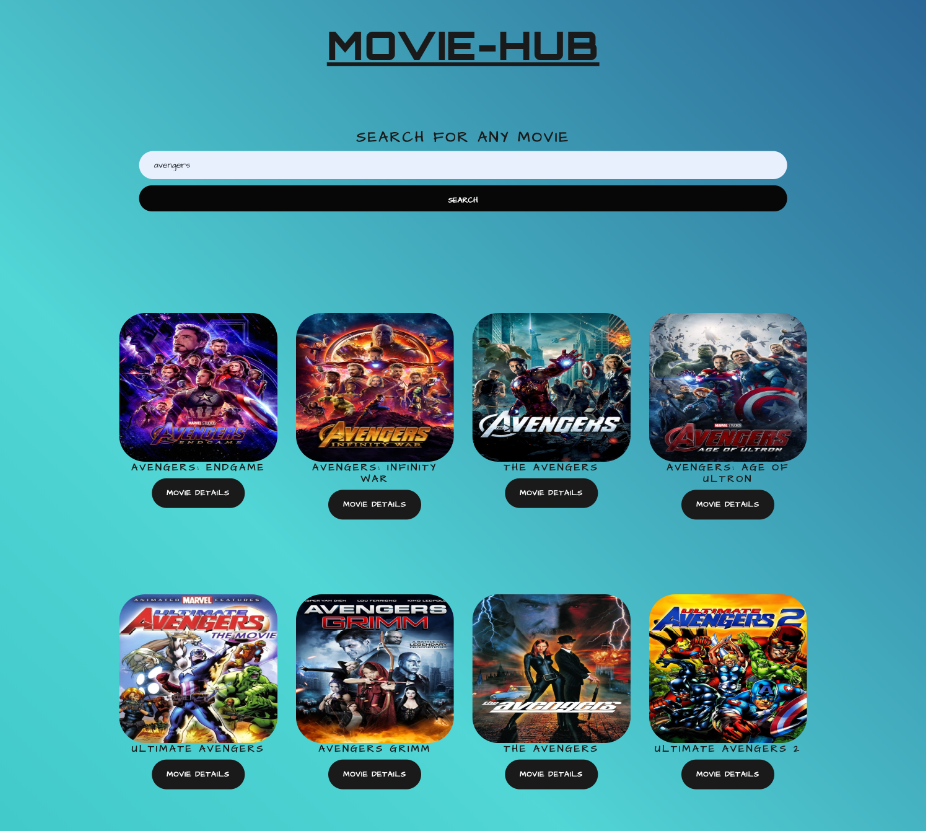 MOVIE-HUB
SEARCH FOR ANY MOVIE
avengers
SEARCH
AVENGERS
ENDGAME
AVENGERS
INFINITY WAR
AVENGERS
AVENGERS
AGE OF ULTRON
AVENGERS: ENDGAME
AVENGERS: INFINITY
WAR
THE AVENGERS
AVENGERS: AGE OF
ULTRON
MOVIE DETAILS
MOVIE DETAILS
MOVIE DETAILS
MOVIE DETAILS
ANIMATED MARVEL FEATURES
ULTIMATE
AVENGERS
THE MOVIE
AVENGERS
GRIMM
the avengers
ULTIMATE
AVENGERS 2
ULTIMATE AVENGERS
AVENGERS GRIMM
THE AVENGERS
ULTIMATE AVENGERS 2
MOVIE DETAILS
MOVIE DETAILS
MOVIE DETAILS
MOVIE DETAILS